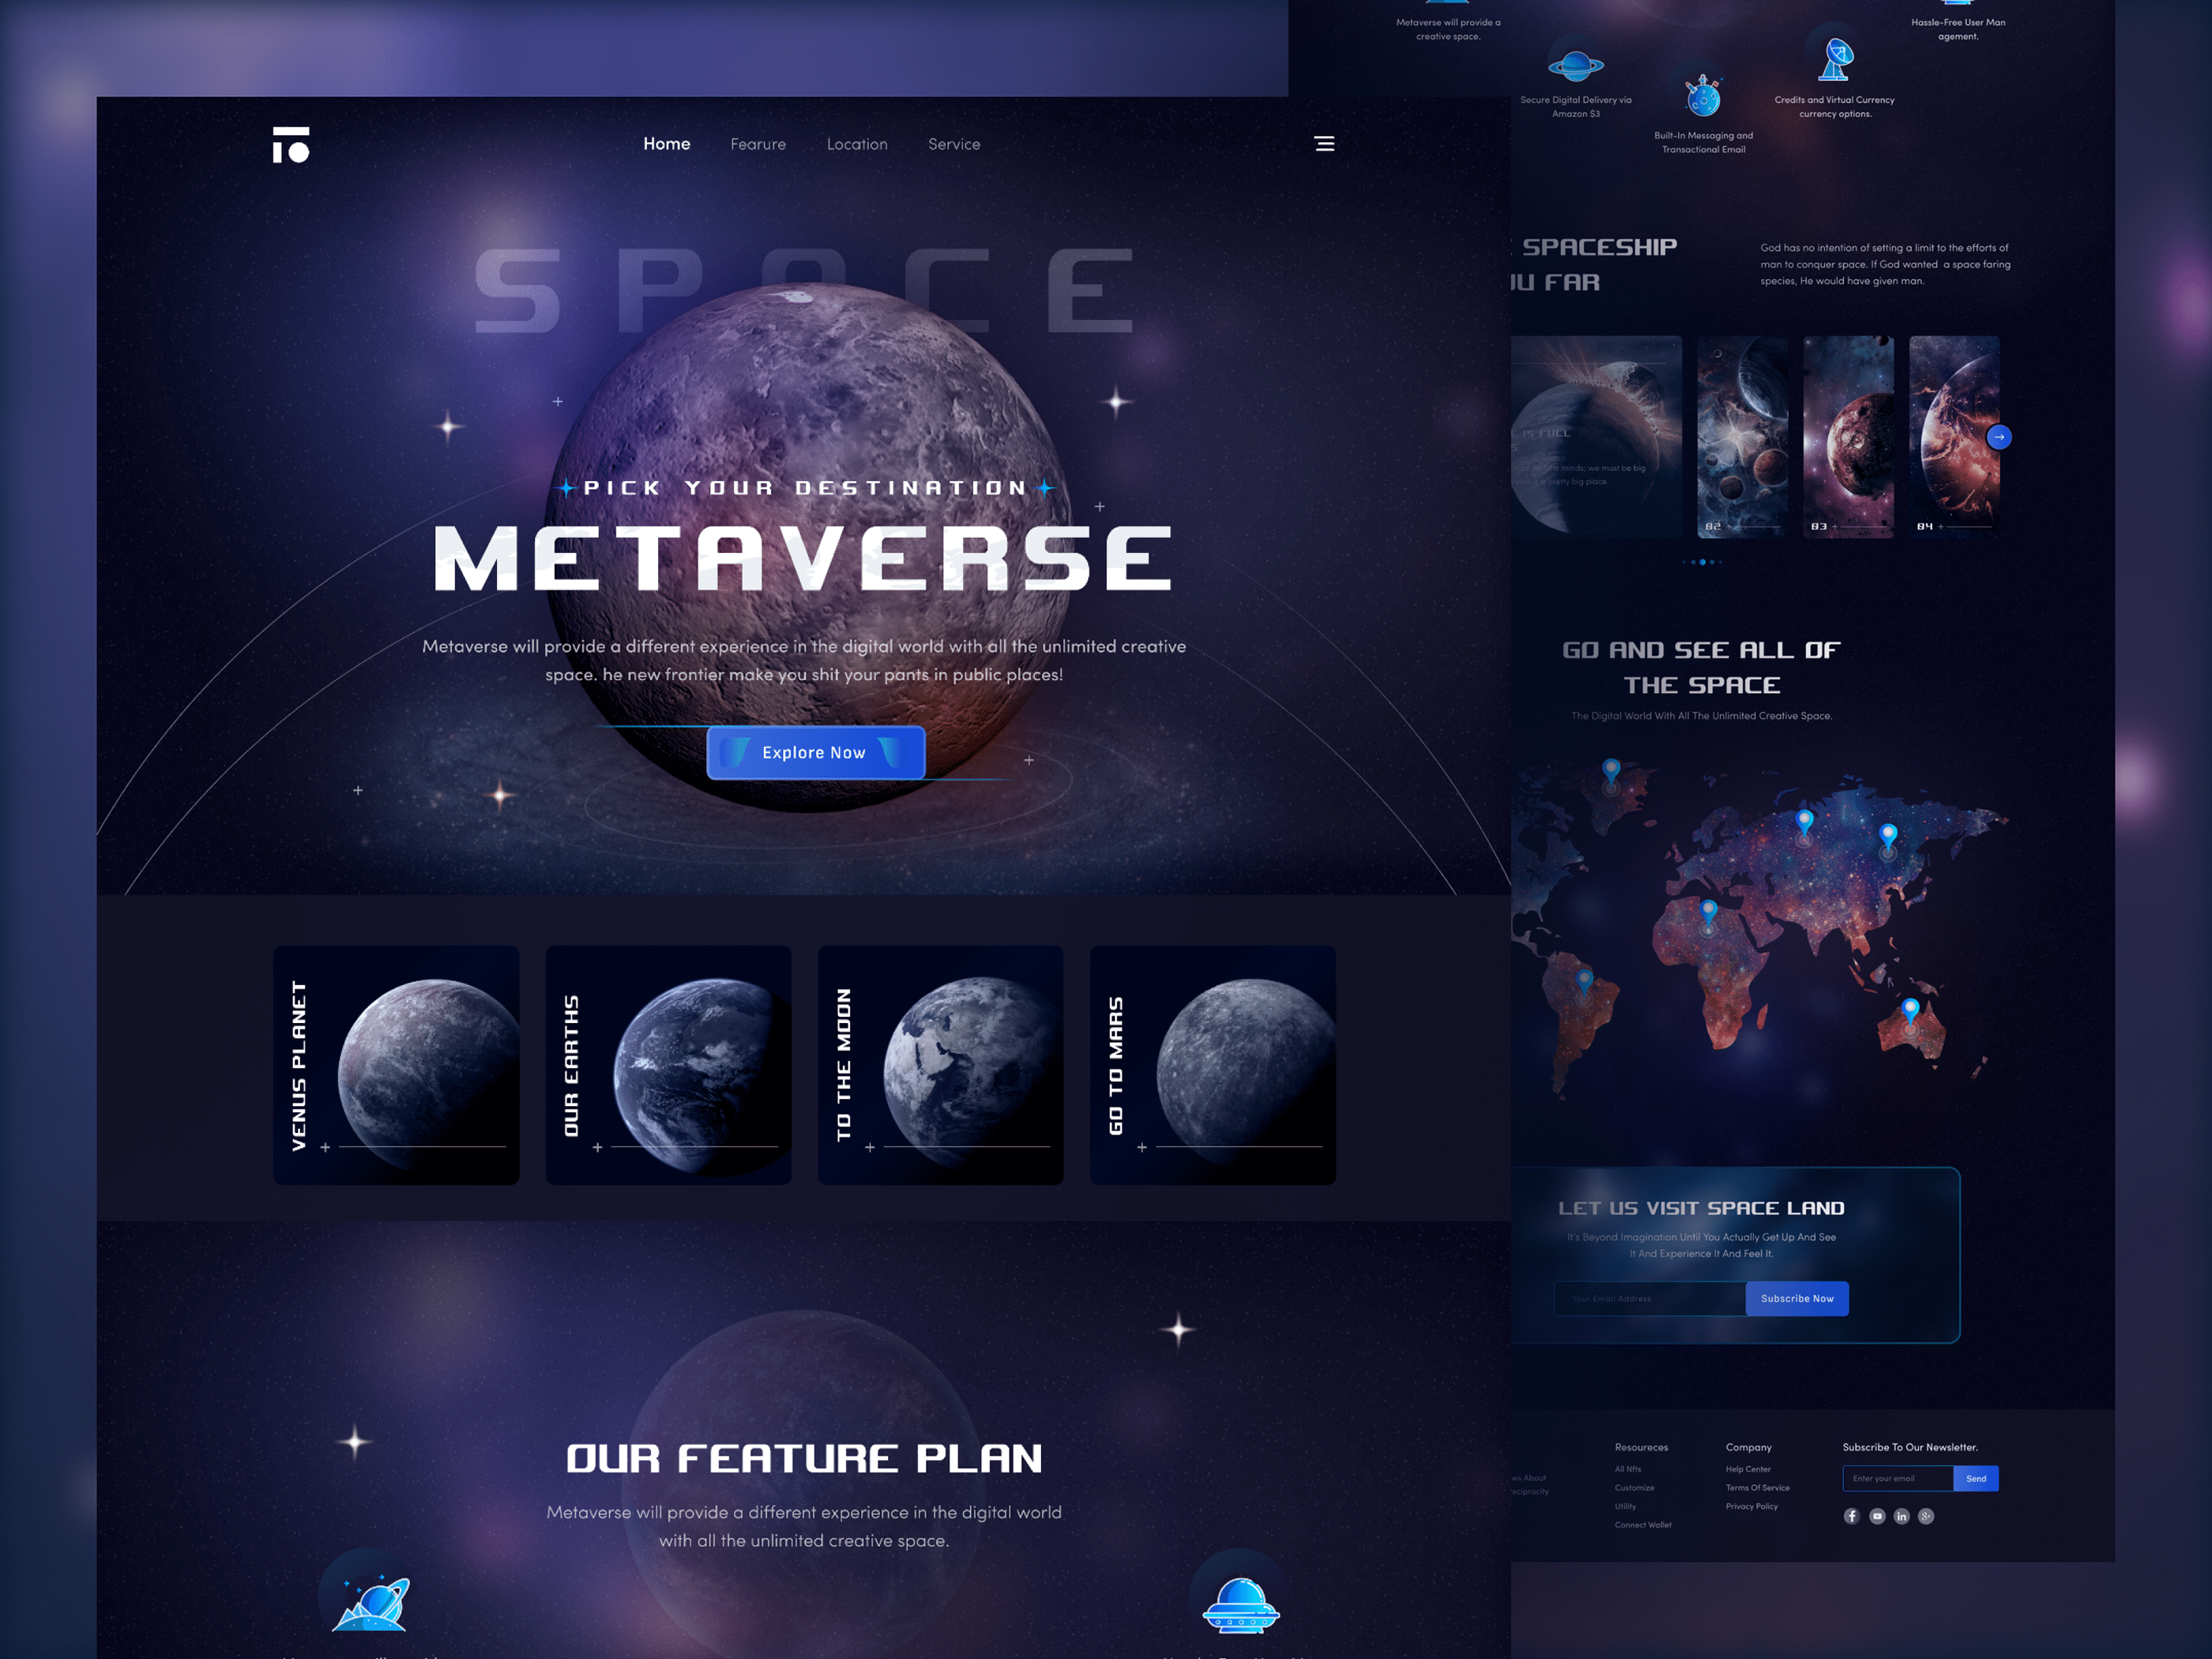 Home
Fearure
Location
Service
SPACE
PICK YOUR DESTINATION
METAVERSE
Metaverse will provide a different experience in the digital world with all the unlimited creative
space. he new frontier make you shit your pants in public places!
Explore Now
VENUS PLANET
OUR EARTHS
TO THE MOON
GO TO MARS
OUR FEATURE PLAN
Metaverse will provide a different experience in the digital world
with all the unlimited creative space.
Metaverse will provide a
creative space.
Secure Digital Delivery via
Amazon $3
Built-In Messaging and
Transactional Email
Credits and Virtual Currency
currency options.
Hassle-Free User Man
agement.
SPACESHIP
U FAR
God has no intention of setting a limit to the efforts of
man to conquer space. If God wanted a space faring
species, He would have given man.
IS FULL
minds; we must be big
is a pretty big place.
02
03
04
GO AND SEE ALL OF
THE SPACE
The Digital World With All The Unlimited Creative Space.
LET US VISIT SPACE LAND
It's Beyond Imagination Until You Actually Get Up And See
It And Experience It And Feel It.
Your Email Address
Subscribe Now
ws About
eciprocity
Resoureces
All Nfts
Customize
Utility
Connect Wallet
Company
Help Center
Terms Of Service
Privacy Policy
Subscribe To Our Newsletter.
Enter your email
Send